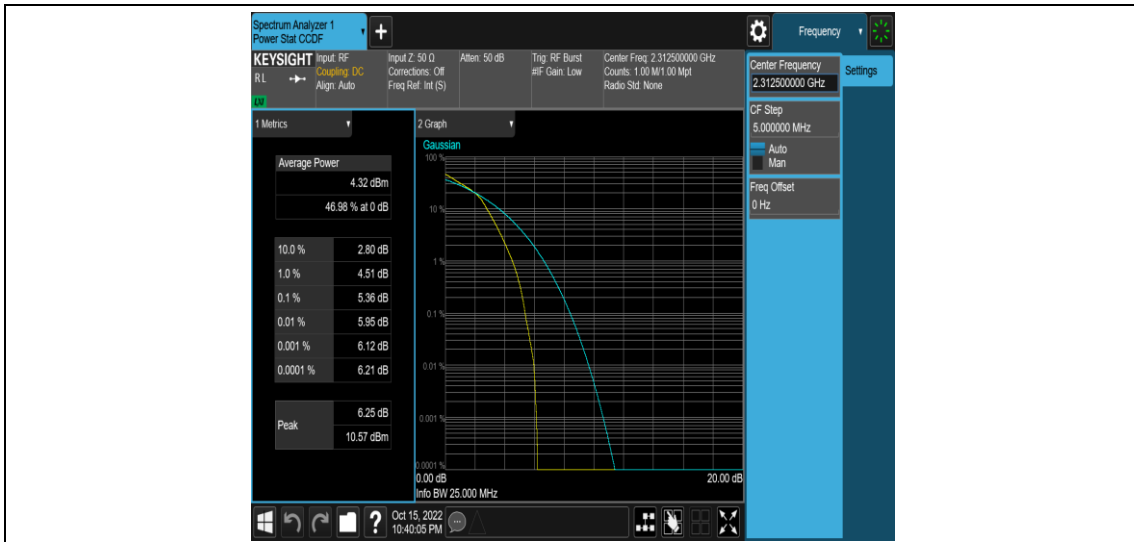 Spectrum Analyzer 1
Power Stat CCDF
+
Frequency
KEYSIGHT
RL
LXI
Input: RF
Coupling: DC
Align: Auto
Input Z: 50 Ω
Corrections: Off
Freq Ref: Int (S)
Atten: 50 dB
Trig: RF Burst
#IF Gain: Low
Center Freq: 2.312500000 GHz
Counts: 1.00 M/1.00 Mpt
Radio Std: None
Center Frequency
2.312500000 GHz
Settings
CF Step
5.000000 MHz
Auto
Man
Freq Offset
0 Hz
1 Metrics
Average Power
4.32 dBm
46.98 % at 0 dB
10.0 % 2.80 dB
1.0 % 4.51 dB
0.1 % 5.36 dB
0.01 % 5.95 dB
0.001 % 6.12 dB
0.0001 % 6.21 dB
Peak 6.25 dB
10.57 dBm
2 Graph
Gaussian
100 %
10 %
1 %
0.1 %
0.01 %
0.001 %
0.0001 %
0.00 dB 20.00 dB
Info BW 25.000 MHz
?
Oct 15, 2022
10:40:05 PM